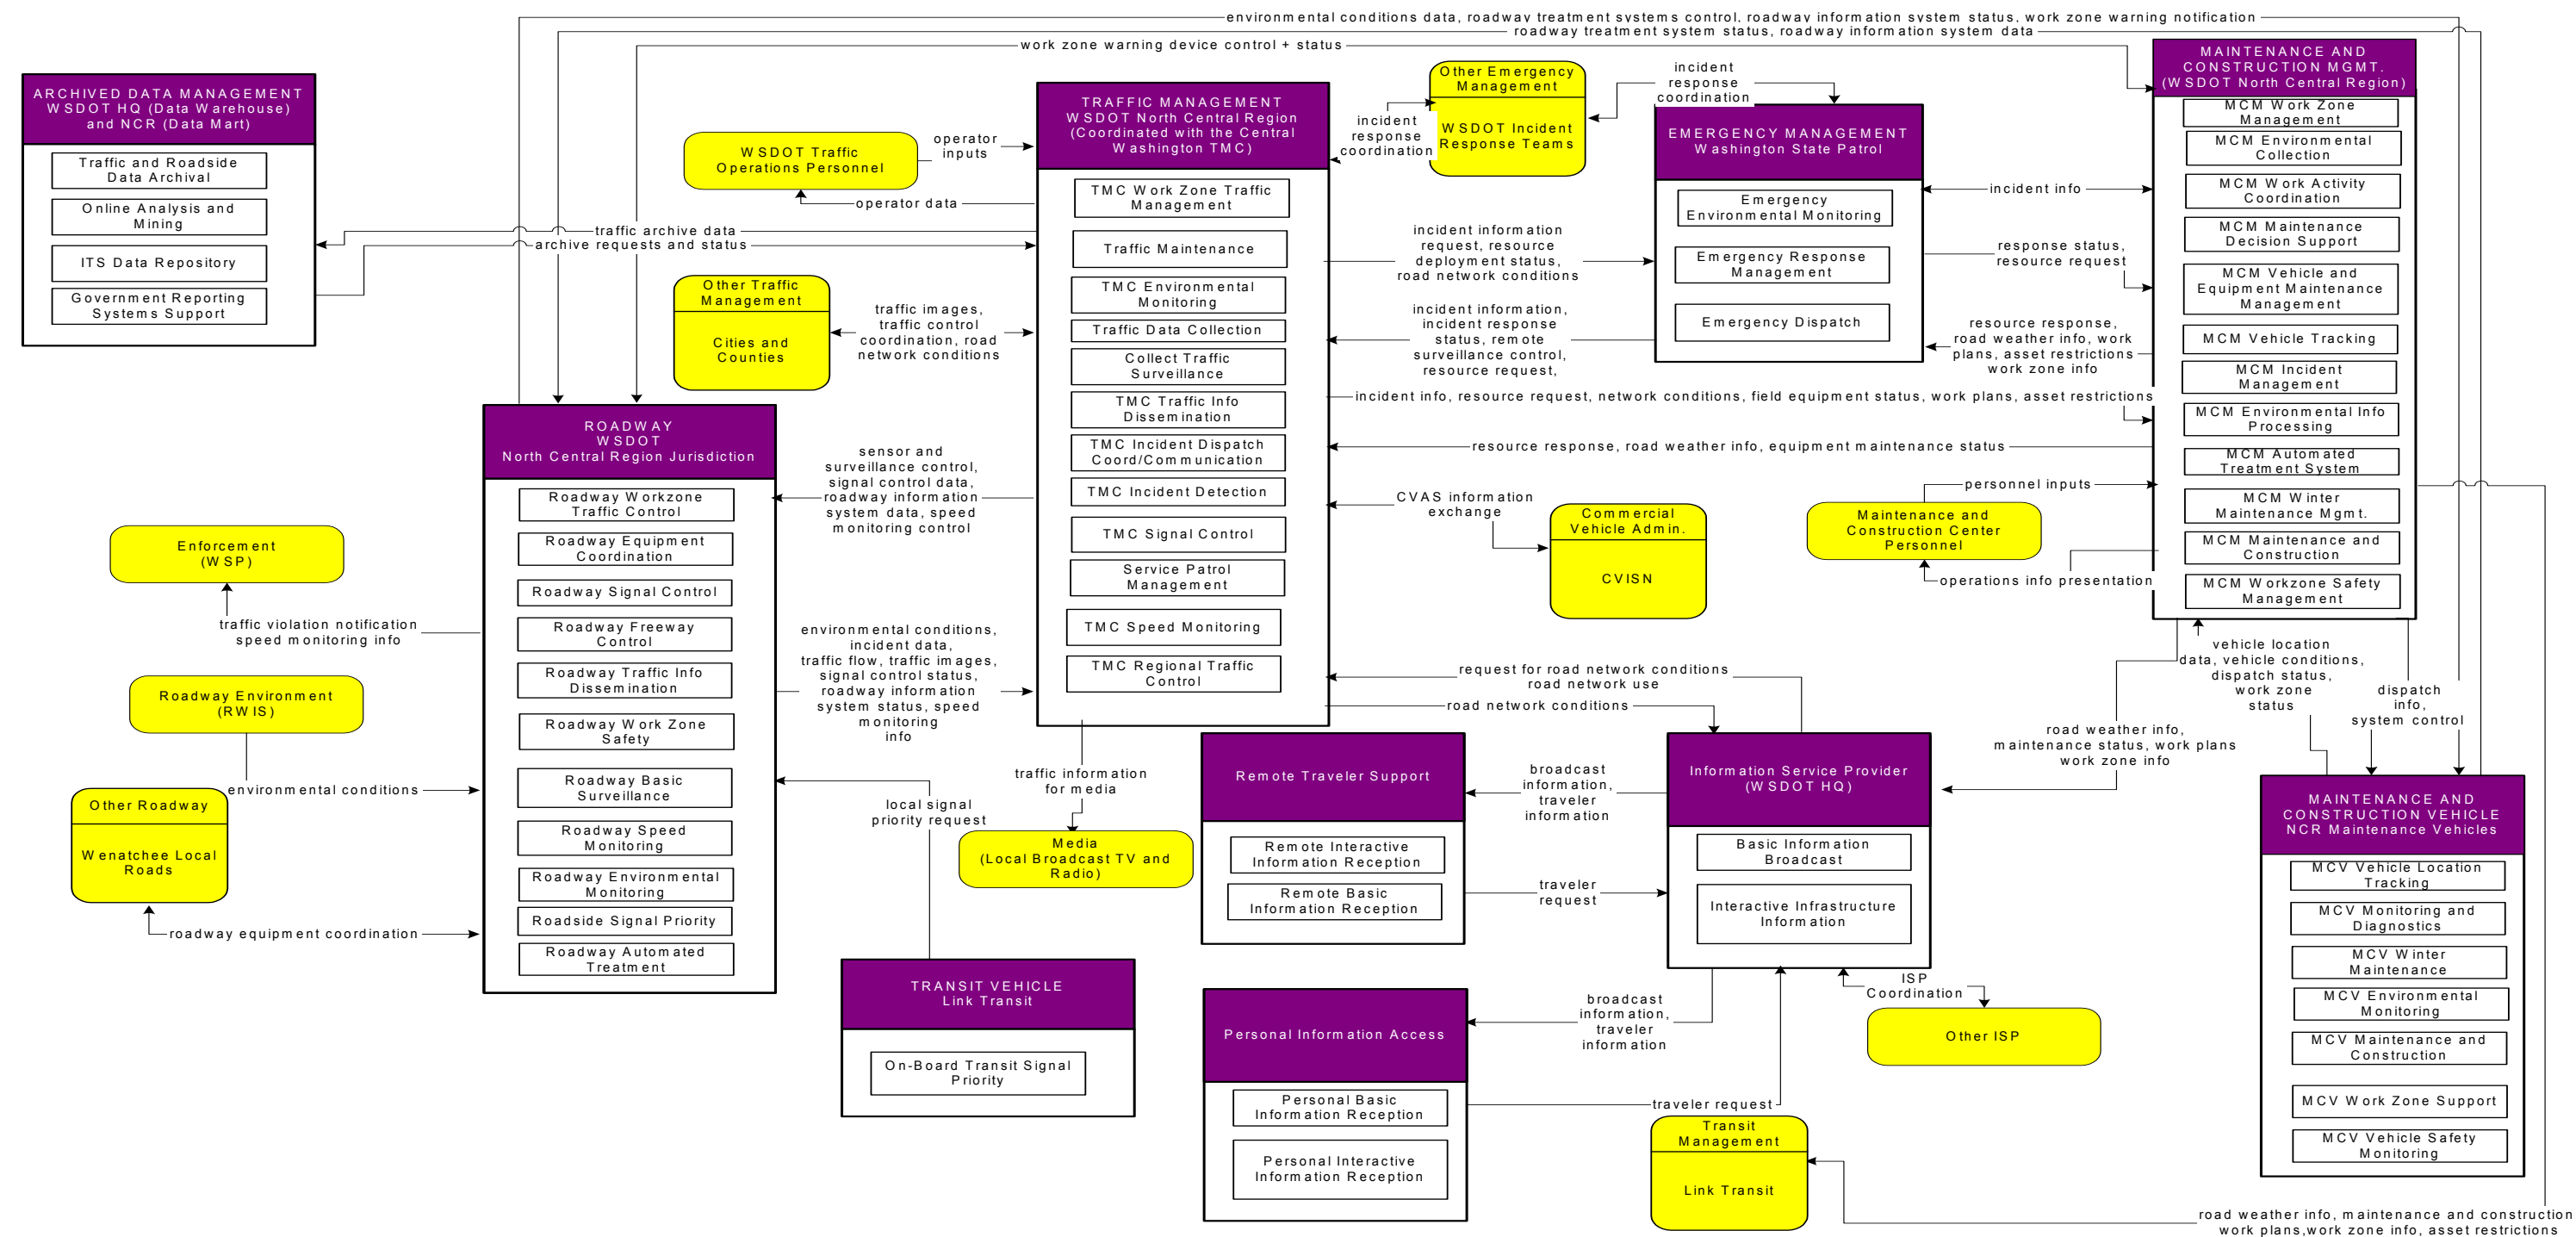 environmental conditions data, roadway treatment systems control, roadway information system status, work zone warning notification
roadway treatment system status, roadway information system data
work zone warning device control + status
ARCHIVED DATA MANAGEMENT
WSDOT HQ (Data Warehouse)
and NCR (Data Mart)
Traffic and Roadside
Data Archival
Online Analysis and
Mining
ITS Data Repository
Government Reporting
Systems Support
WSDOT Traffic
Operations Personnel
operator
inputs
operator data
traffic archive data
archive requests and status
Other Traffic
Management
Cities and
Counties
traffic images,
traffic control
coordination, road
network conditions
TRAFFIC MANAGEMENT
WSDOT North Central Region
(Coordinated with the Central
Washington TMC)
TMC Work Zone Traffic
Management
Traffic Maintenance
TMC Environmental
Monitoring
Traffic Data Collection
Collect Traffic
Surveillance
TMC Traffic Info
Dissemination
TMC Incident Dispatch
Coord/Communication
TMC Incident Detection
TMC Signal Control
Service Patrol
Management
TMC Speed Monitoring
TMC Regional Traffic
Control
incident
response
coordination
Other Emergency
Management
WSDOT Incident
Response Teams
incident
response
coordination
EMERGENCY MANAGEMENT
Washington State Patrol
Emergency
Environmental Monitoring
Emergency Response
Management
Emergency Dispatch
incident information
request, resource
deployment status,
road network conditions
incident information,
incident response
status, remote
surveillance control,
resource request,
incident info
response status,
resource request
resource response,
road weather info, work
plans, asset restrictions
work zone info
incident info, resource request, network conditions, field equipment status, work plans, asset restrictions
resource response, road weather info, equipment maintenance status
MAINTENANCE AND
CONSTRUCTION MGMT.
(WSDOT North Central Region)
MCM Work Zone
Management
MCM Environmental
Collection
MCM Work Activity
Coordination
MCM Maintenance
Decision Support
MCM Vehicle and
Equipment Maintenance
Management
MCM Vehicle Tracking
MCM Incident
Management
MCM Environmental Info
Processing
MCM Automated
Treatment System
MCM Winter
Maintenance Mgmt.
MCM Maintenance and
Construction
MCM Workzone Safety
Management
personnel inputs
Maintenance and
Construction Center
Personnel
operations info presentation
CVAS information
exchange
Commercial
Vehicle Admin.
CVISN
ROADWAY
WSDOT
North Central Region Jurisdiction
Roadway Workzone
Traffic Control
Roadway Equipment
Coordination
Roadway Signal Control
Roadway Freeway
Control
Roadway Traffic Info
Dissemination
Roadway Work Zone
Safety
Roadway Basic
Surveillance
Roadway Speed
Monitoring
Roadway Environmental
Monitoring
Roadside Signal Priority
Roadway Automated
Treatment
sensor and
surveillance control,
signal control data,
roadway information
system data, speed
monitoring control
environmental conditions,
incident data,
traffic flow, traffic images,
signal control status,
roadway information
system status, speed
monitoring
info
Enforcement
(WSP)
traffic violation notification
speed monitoring info
Roadway Environment
(RWIS)
environmental conditions
Other Roadway
Wenatchee Local
Roads
roadway equipment coordination
local signal
priority request
TRANSIT VEHICLE
Link Transit
On-Board Transit Signal
Priority
traffic information
for media
Media
(Local Broadcast TV and
Radio)
request for road network conditions
road network use
road network conditions
Remote Traveler Support
Remote Interactive
Information Reception
Remote Basic
Information Reception
broadcast
information,
traveler
information
traveler
request
Information Service Provider
(WSDOT HQ)
Basic Information
Broadcast
Interactive Infrastructure
Information
road weather info,
maintenance status, work plans
work zone info
vehicle location
data, vehicle conditions,
dispatch status,
work zone
status
dispatch
info,
system control
MAINTENANCE AND
CONSTRUCTION VEHICLE
NCR Maintenance Vehicles
MCV Vehicle Location
Tracking
MCV Monitoring and
Diagnostics
MCV Winter
Maintenance
MCV Environmental
Monitoring
MCV Maintenance and
Construction
MCV Work Zone Support
MCV Vehicle Safety
Monitoring
Personal Information Access
Personal Basic
Information Reception
Personal Interactive
Information Reception
broadcast
information,
traveler
information
traveler request
ISP
Coordination
Other ISP
Transit
Management
Link Transit
road weather info, maintenance and construction
work plans,work zone info, asset restrictions